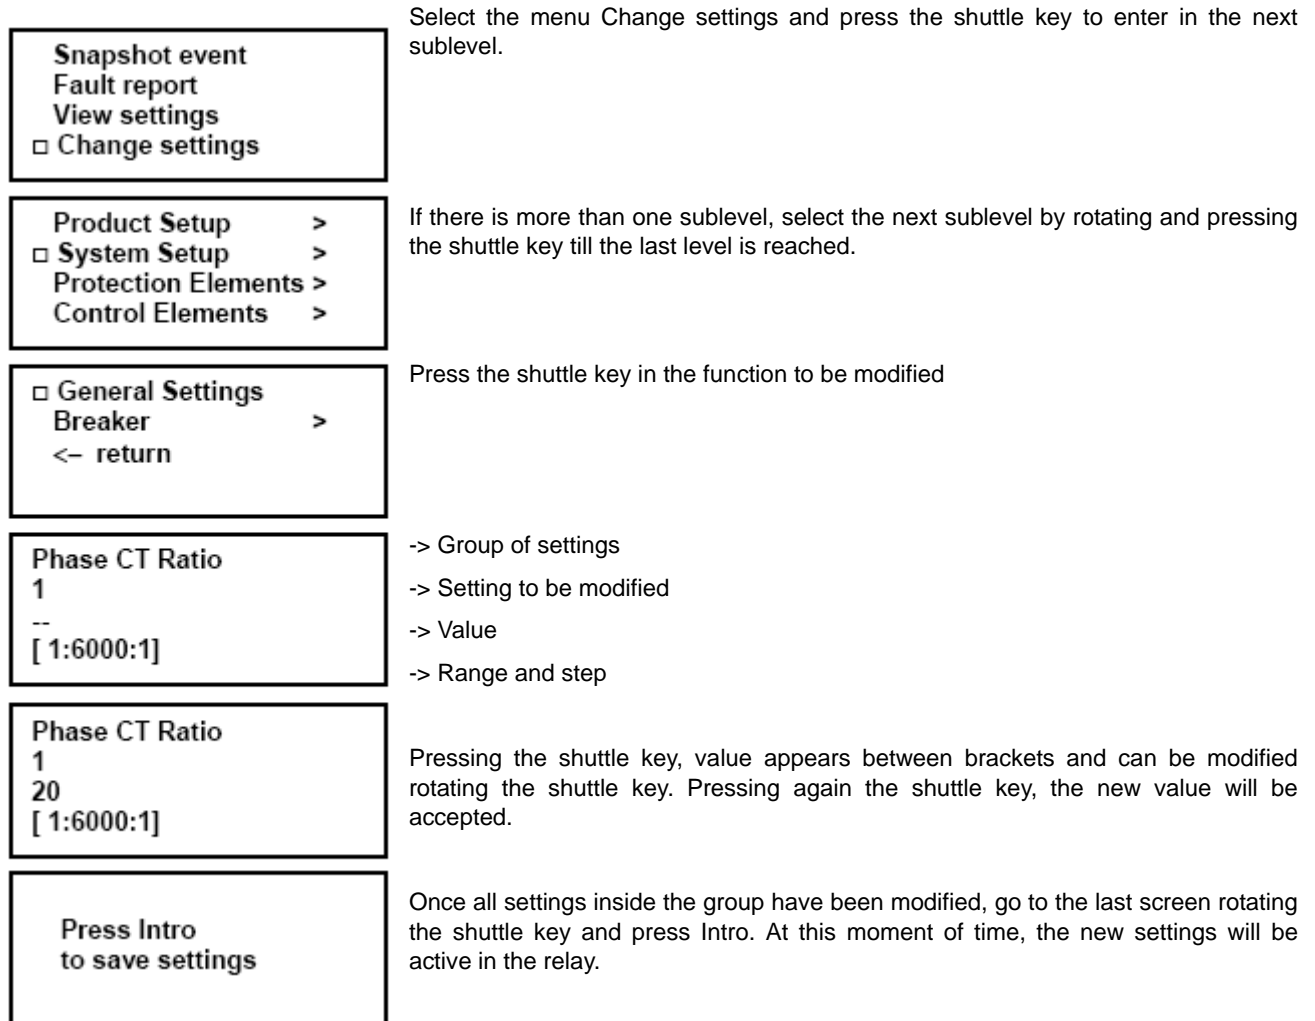 Select the menu Change settings and press the shuttle key to enter in the next
sublevel.
Snapshot event
Fault report
View settings
□ Change settings
Product Setup >
□ System Setup >
Protection Elements >
Control Elements >
If there is more than one sublevel, select the next sublevel by rotating and pressing
the shuttle key till the last level is reached.
□ General Settings
Breaker >
<– return
Press the shuttle key in the function to be modified
Phase CT Ratio
1
--
[ 1:6000:1]
-> Group of settings
-> Setting to be modified
-> Value
-> Range and step
Phase CT Ratio
1
20
[ 1:6000:1]
Pressing the shuttle key, value appears between brackets and can be modified
rotating the shuttle key. Pressing again the shuttle key, the new value will be
accepted.
Press Intro
to save settings
Once all settings inside the group have been modified, go to the last screen rotating
the shuttle key and press Intro. At this moment of time, the new settings will be
active in the relay.